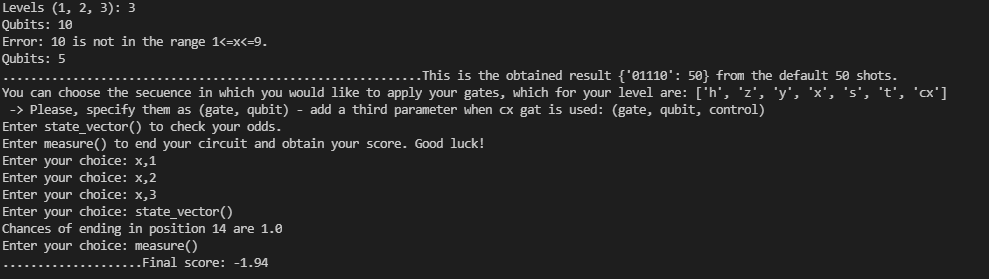 Levels (1, 2, 3): 3
Qubits: 10
Error: 10 is not in the range 1<=x<=9.
Qubits: 5
............................................................This is the obtained result {'01110': 50} from the default 50 shots.
You can choose the secuence in which you would like to apply your gates, which for your level are: ['h', 'z', 'y', 'x', 's', 't', 'cx']
 -> Please, specify them as (gate, qubit) - add a third parameter when cx gat is used: (gate, qubit, control)
Enter state_vector() to check your odds.
Enter measure() to end your circuit and obtain your score. Good luck!
Enter your choice: x,1
Enter your choice: x,2
Enter your choice: x,3
Enter your choice: state_vector()
Chances of ending in position 14 are 1.0
Enter your choice: measure()
....................Final score: -1.94